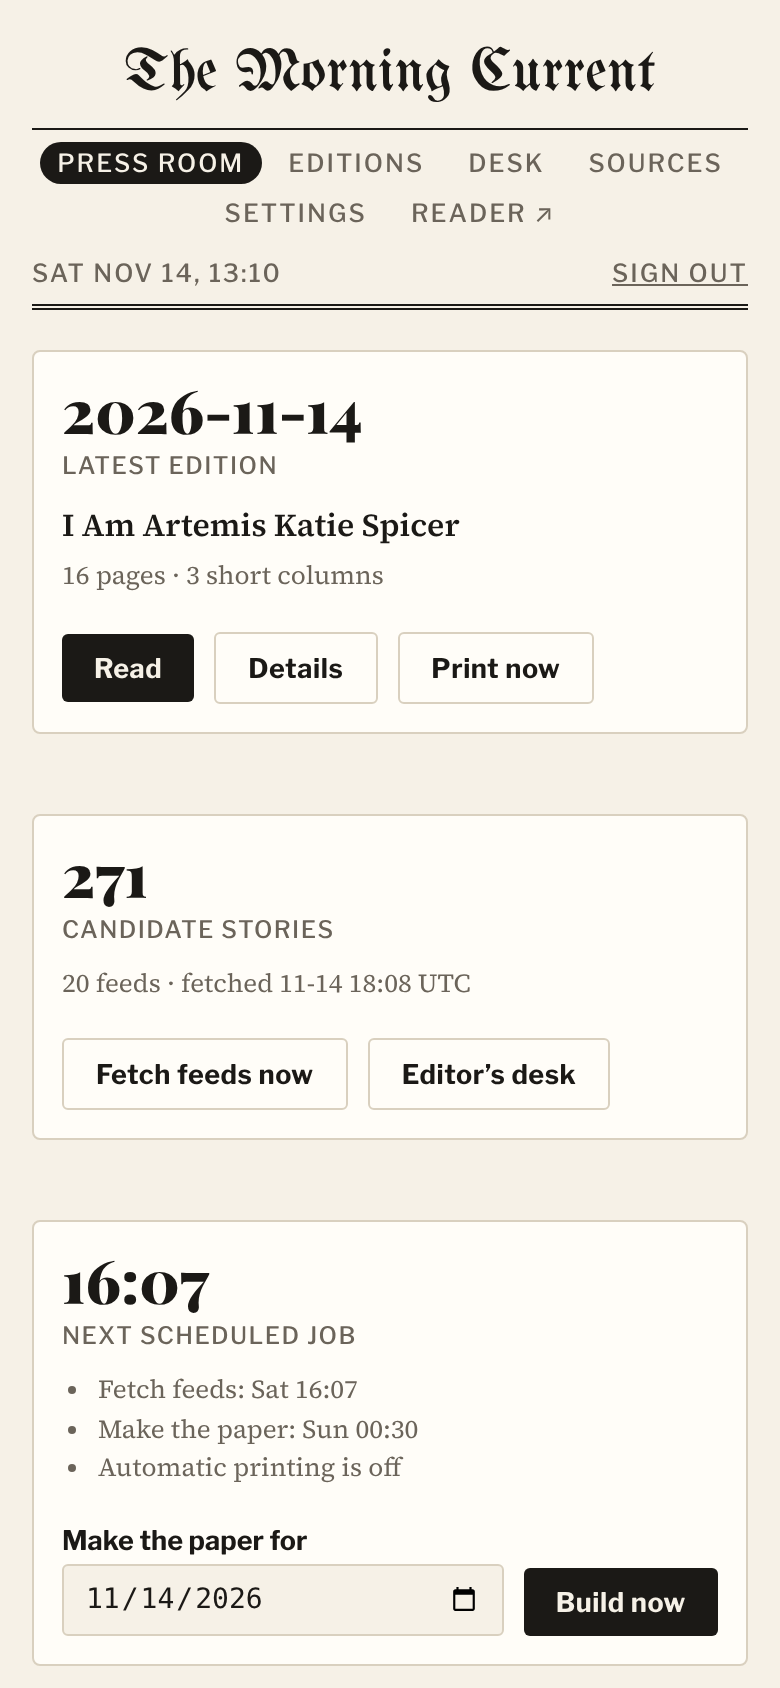 The Morning Current
PRESS ROOM EDITIONS DESK SOURCES
SETTINGS READER ↗
SAT NOV 14, 13:10 SIGN OUT
2026-11-14
LATEST EDITION
I Am Artemis Katie Spicer
16 pages · 3 short columns
Read Details Print now
271
CANDIDATE STORIES
20 feeds · fetched 11-14 18:08 UTC
Fetch feeds now Editor’s desk
16:07
NEXT SCHEDULED JOB
• Fetch feeds: Sat 16:07
• Make the paper: Sun 00:30
• Automatic printing is off
Make the paper for
11/14/2026 Build now